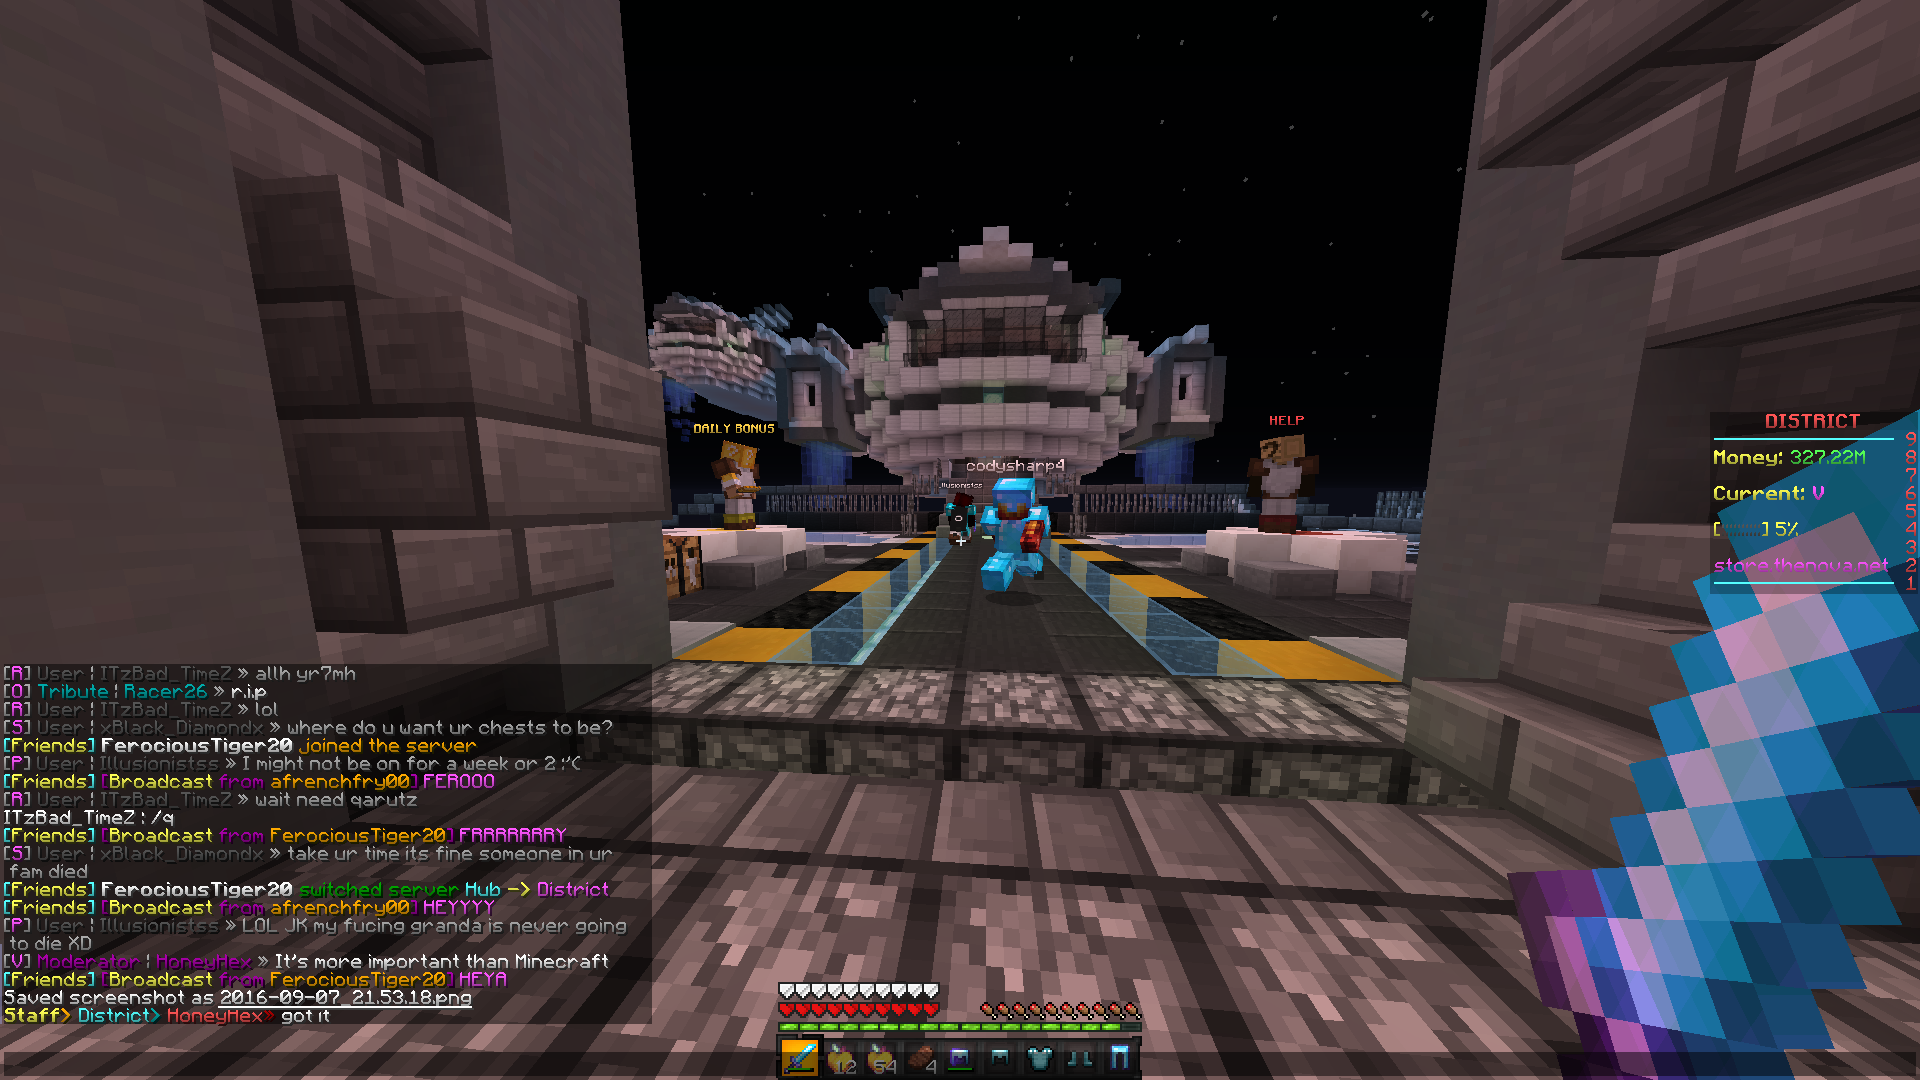 DAILY BONUS
HELP
codysharp4
Illusionistss
DISTRICT
9
Money: 327.22M
8
7
Current: V
6
5
[] 5%
4
3
store.thenova.net
2
1
[R] User ¦ ITzBad_TimeZ » allh yr7mh
[O] Tribute ¦ Racer26 » r.i.p
[R] User ¦ ITzBad_TimeZ » lol
[S] User ¦ xBlack_Diamondx » where do u want ur chests to be?
[Friends] FerociousTiger20 joined the server
[P] User ¦ Illusionistss » I might not be on for a week or 2 ;'(
[Friends] [Broadcast from afrenchfry00] FEROOO
[R] User ¦ ITzBad_TimeZ » wait need qarutz
ITzBad_TimeZ : /q
[Friends] [Broadcast from FerociousTiger20] FRRRRRRRY
[S] User ¦ xBlack_Diamondx » take ur time its fine someone in ur
fam died
[Friends] FerociousTiger20 switched server Hub -> District
[Friends] [Broadcast from afrenchfry00] HEYYYY
[P] User ¦ Illusionistss » LOL JK my fucing granda is never going
to die XD
[V] Moderator ¦ HoneyHex » It's more important than Minecraft
[Friends] [Broadcast from FerociousTiger20] HEYA
Saved screenshot as 2016-09-07_21.53.18.png
Staff> District> HoneyHex» got it
12
64
4